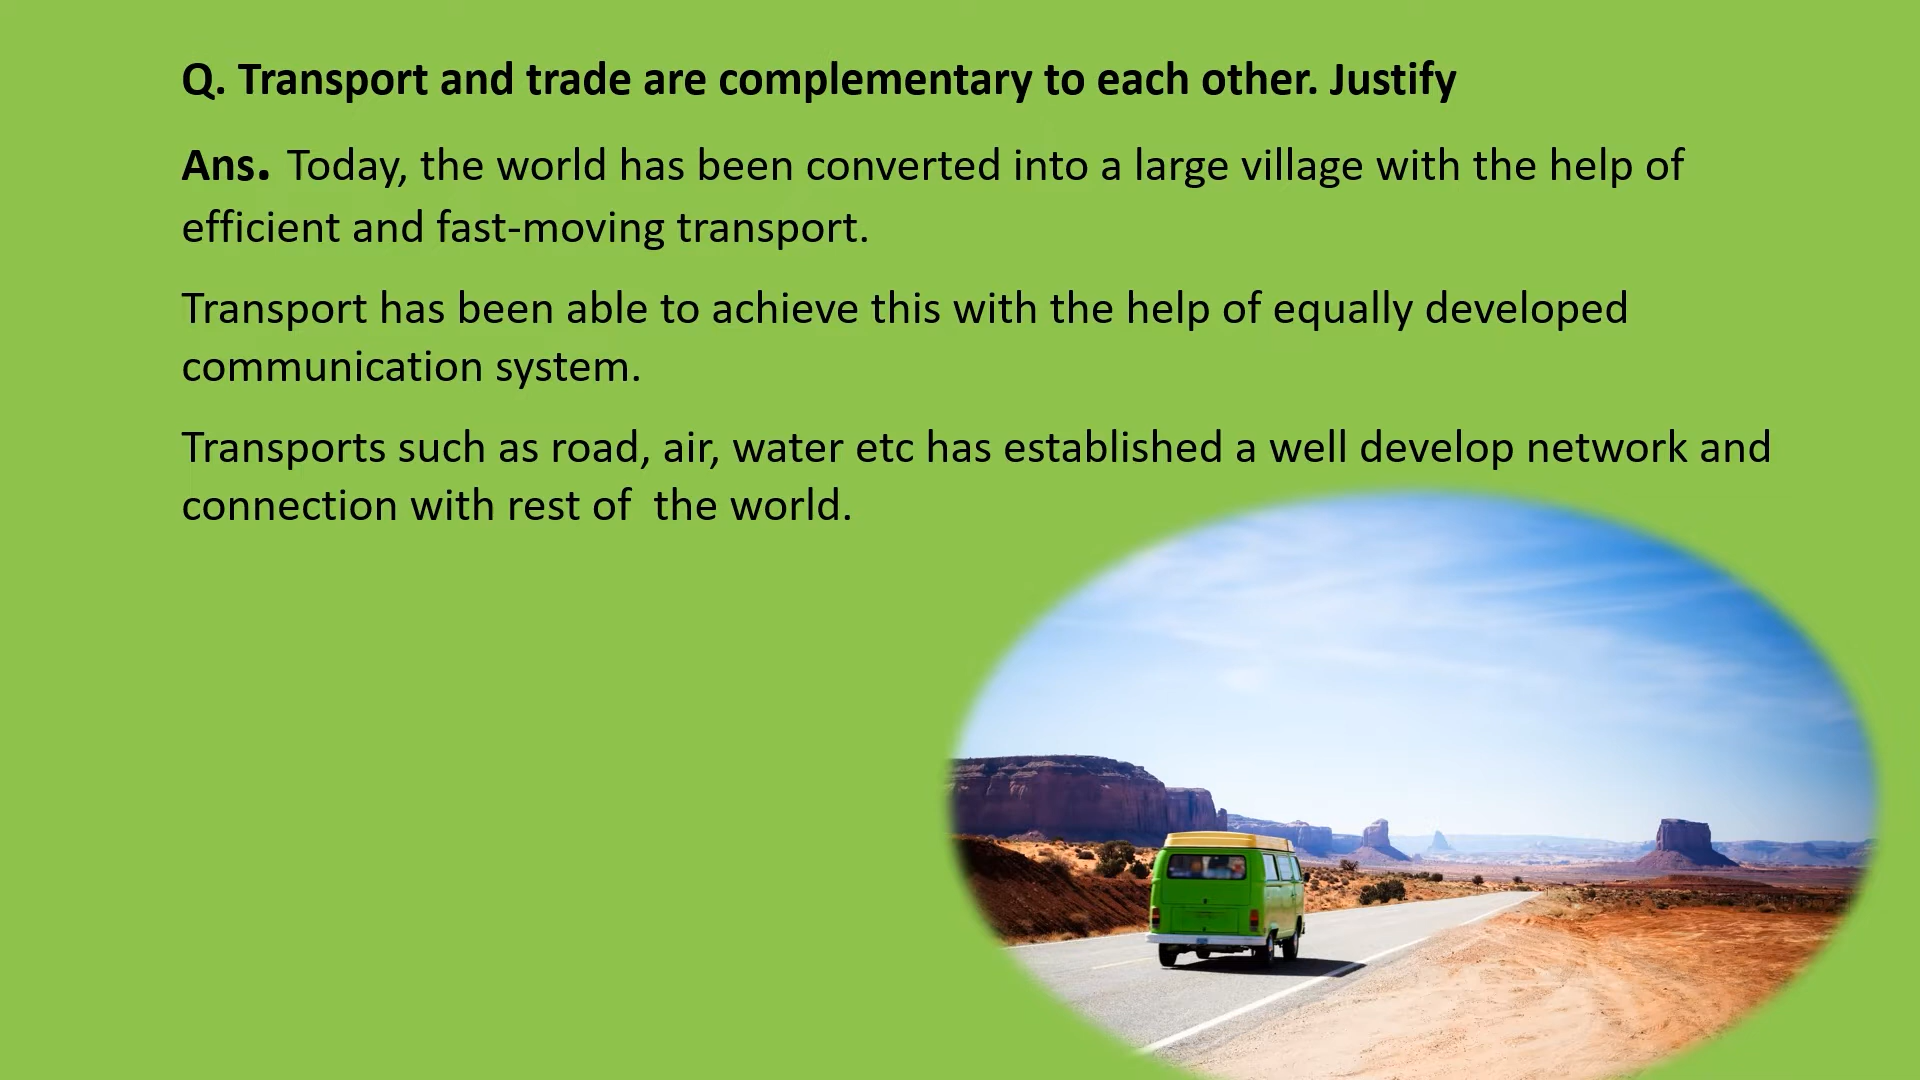 Q. Transport and trade are complementary to each other. Justify
Ans. Today, the world has been converted into a large village with the help of
efficient and fast-moving transport.
Transport has been able to achieve this with the help of equally developed
communication system.
Transports such as road, air, water etc has established a well develop network and
connection with rest of  the world.